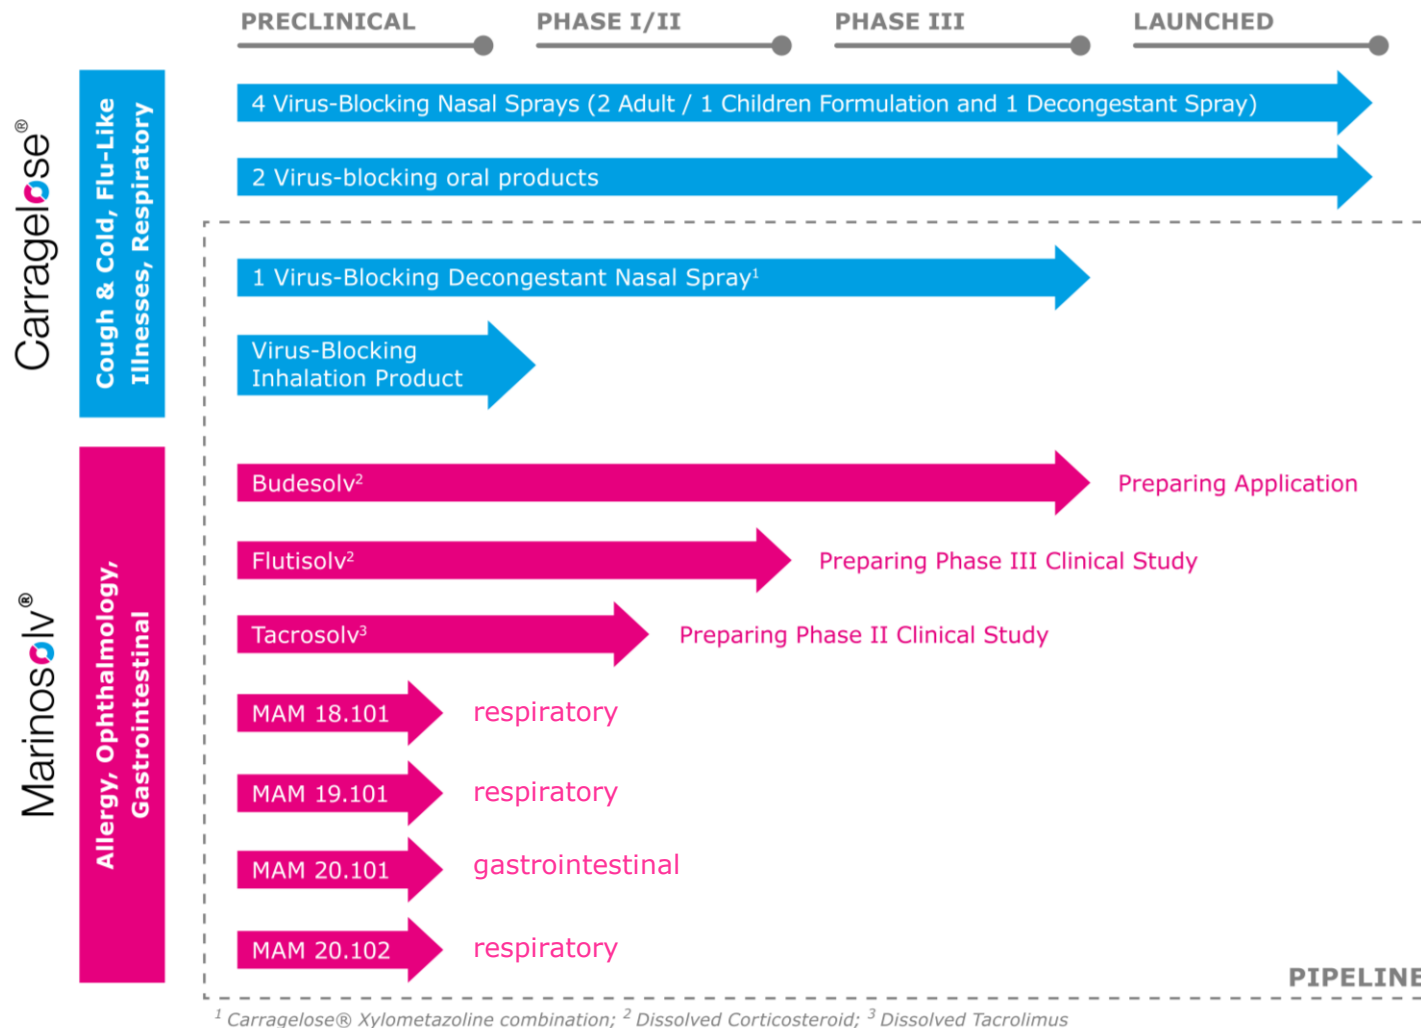 PRECLINICAL
PHASE I/II
PHASE III
LAUNCHED
Carragelose®
Cough & Cold, Flu-Like
Illnesses, Respiratory
4 Virus-Blocking Nasal Sprays (2 Adult / 1 Children Formulation and 1 Decongestant Spray)
2 Virus-blocking oral products
1 Virus-Blocking Decongestant Nasal Spray¹
Virus-Blocking
Inhalation Product
Marinosolv®
Allergy, Ophthalmology,
Gastrointestinal
Budesolv²
Preparing Application
Flutisolv²
Preparing Phase III Clinical Study
Tacrosolv³
Preparing Phase II Clinical Study
MAM 18.101
respiratory
MAM 19.101
respiratory
MAM 20.101
gastrointestinal
MAM 20.102
respiratory
PIPELINE
¹ Carragelose® Xylometazoline combination; ² Dissolved Corticosteroid; ³ Dissolved Tacrolimus